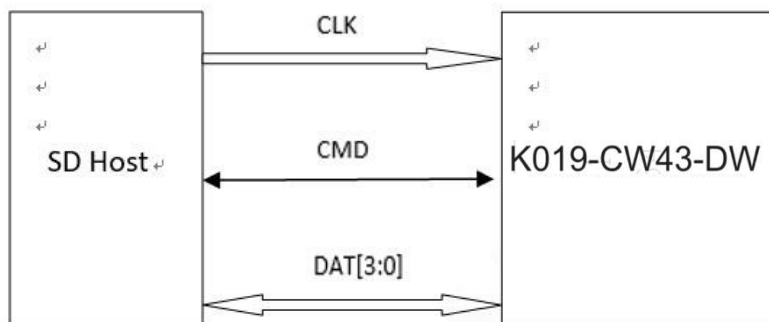 CLK
SD Host
CMD
K019-CW43-DW
DAT[3:0]